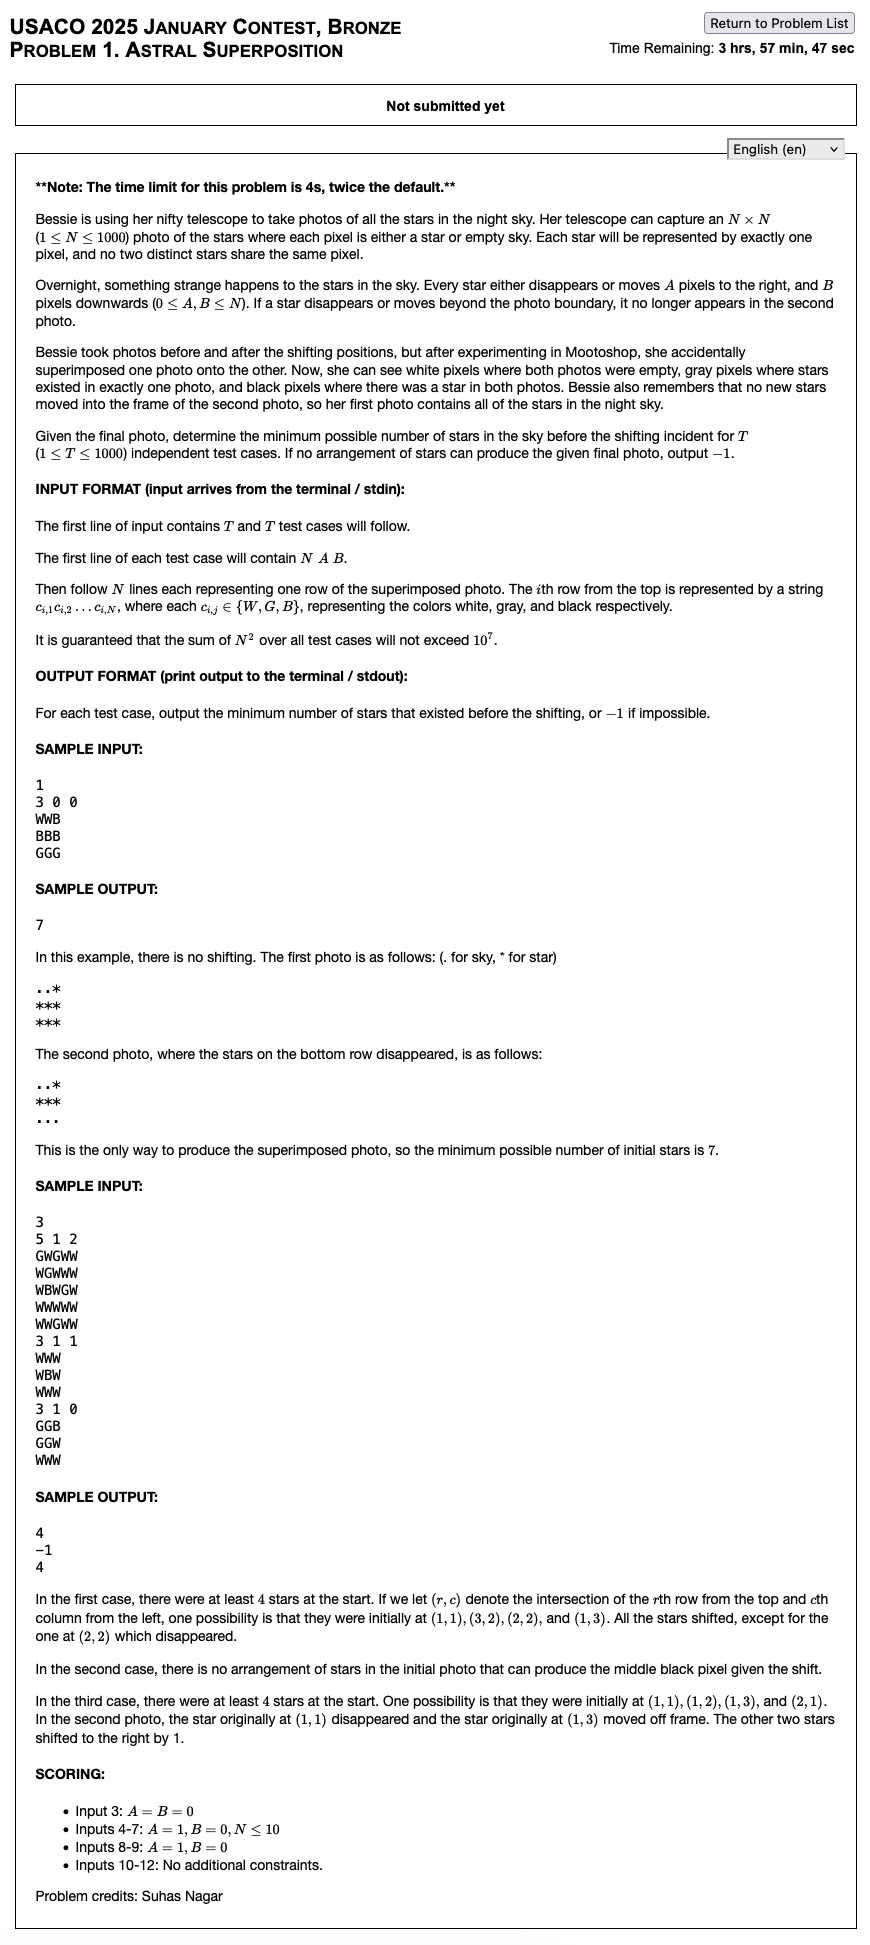 USACO 2025 JANUARY CONTEST, BRONZE
PROBLEM 1. ASTRAL SUPERPOSITION
Return to Problem List
Time Remaining: 3 hrs, 57 min, 47 sec
Not submitted yet
English (en)
**Note: The time limit for this problem is 4s, twice the default.**
Bessie is using her nifty telescope to take photos of all the stars in the night sky. Her telescope can capture an N × N
(1 ≤ N ≤ 1000) photo of the stars where each pixel is either a star or empty sky. Each star will be represented by exactly one
pixel, and no two distinct stars share the same pixel.
Overnight, something strange happens to the stars in the sky. Every star either disappears or moves A pixels to the right, and B
pixels downwards (0 ≤ A, B ≤ N). If a star disappears or moves beyond the photo boundary, it no longer appears in the second
photo.
Bessie took photos before and after the shifting positions, but after experimenting in Mootoshop, she accidentally
superimposed one photo onto the other. Now, she can see white pixels where both photos were empty, gray pixels where stars
existed in exactly one photo, and black pixels where there was a star in both photos. Bessie also remembers that no new stars
moved into the frame of the second photo, so her first photo contains all of the stars in the night sky.
Given the final photo, determine the minimum possible number of stars in the sky before the shifting incident for T
(1 ≤ T ≤ 1000) independent test cases. If no arrangement of stars can produce the given final photo, output −1.
INPUT FORMAT (input arrives from the terminal / stdin):
The first line of input contains T and T test cases will follow.
The first line of each test case will contain N A B.
Then follow N lines each representing one row of the superimposed photo. The ith row from the top is represented by a string
c_{i,1}c_{i,2} . . . c_{i,N}, where each c_{i,j} ∈ {W, G, B}, representing the colors white, gray, and black respectively.
It is guaranteed that the sum of N² over all test cases will not exceed 10⁷.
OUTPUT FORMAT (print output to the terminal / stdout):
For each test case, output the minimum number of stars that existed before the shifting, or −1 if impossible.
SAMPLE INPUT:
1
3 0 0
WWB
BBB
GGG
SAMPLE OUTPUT:
7
In this example, there is no shifting. The first photo is as follows: (. for sky, * for star)
..*
***
***
The second photo, where the stars on the bottom row disappeared, is as follows:
..*
***
...
This is the only way to produce the superimposed photo, so the minimum possible number of initial stars is 7.
SAMPLE INPUT:
3
5 1 2
GWGWW
WGWWW
WBWGW
WWWWW
WWGWW
3 1 1
WWW
WBW
WWW
3 1 0
GGB
GGW
WWW
SAMPLE OUTPUT:
4
-1
4
In the first case, there were at least 4 stars at the start. If we let (r, c) denote the intersection of the rth row from the top and cth
column from the left, one possibility is that they were initially at (1, 1), (3, 2), (2, 2), and (1, 3). All the stars shifted, except for the
one at (2, 2) which disappeared.
In the second case, there is no arrangement of stars in the initial photo that can produce the middle black pixel given the shift.
In the third case, there were at least 4 stars at the start. One possibility is that they were initially at (1, 1), (1, 2), (1, 3), and (2, 1).
In the second photo, the star originally at (1, 1) disappeared and the star originally at (1, 3) moved off frame. The other two stars
shifted to the right by 1.
SCORING:
• Input 3: A = B = 0
• Inputs 4-7: A = 1, B = 0, N ≤ 10
• Inputs 8-9: A = 1, B = 0
• Inputs 10-12: No additional constraints.
Problem credits: Suhas Nagar